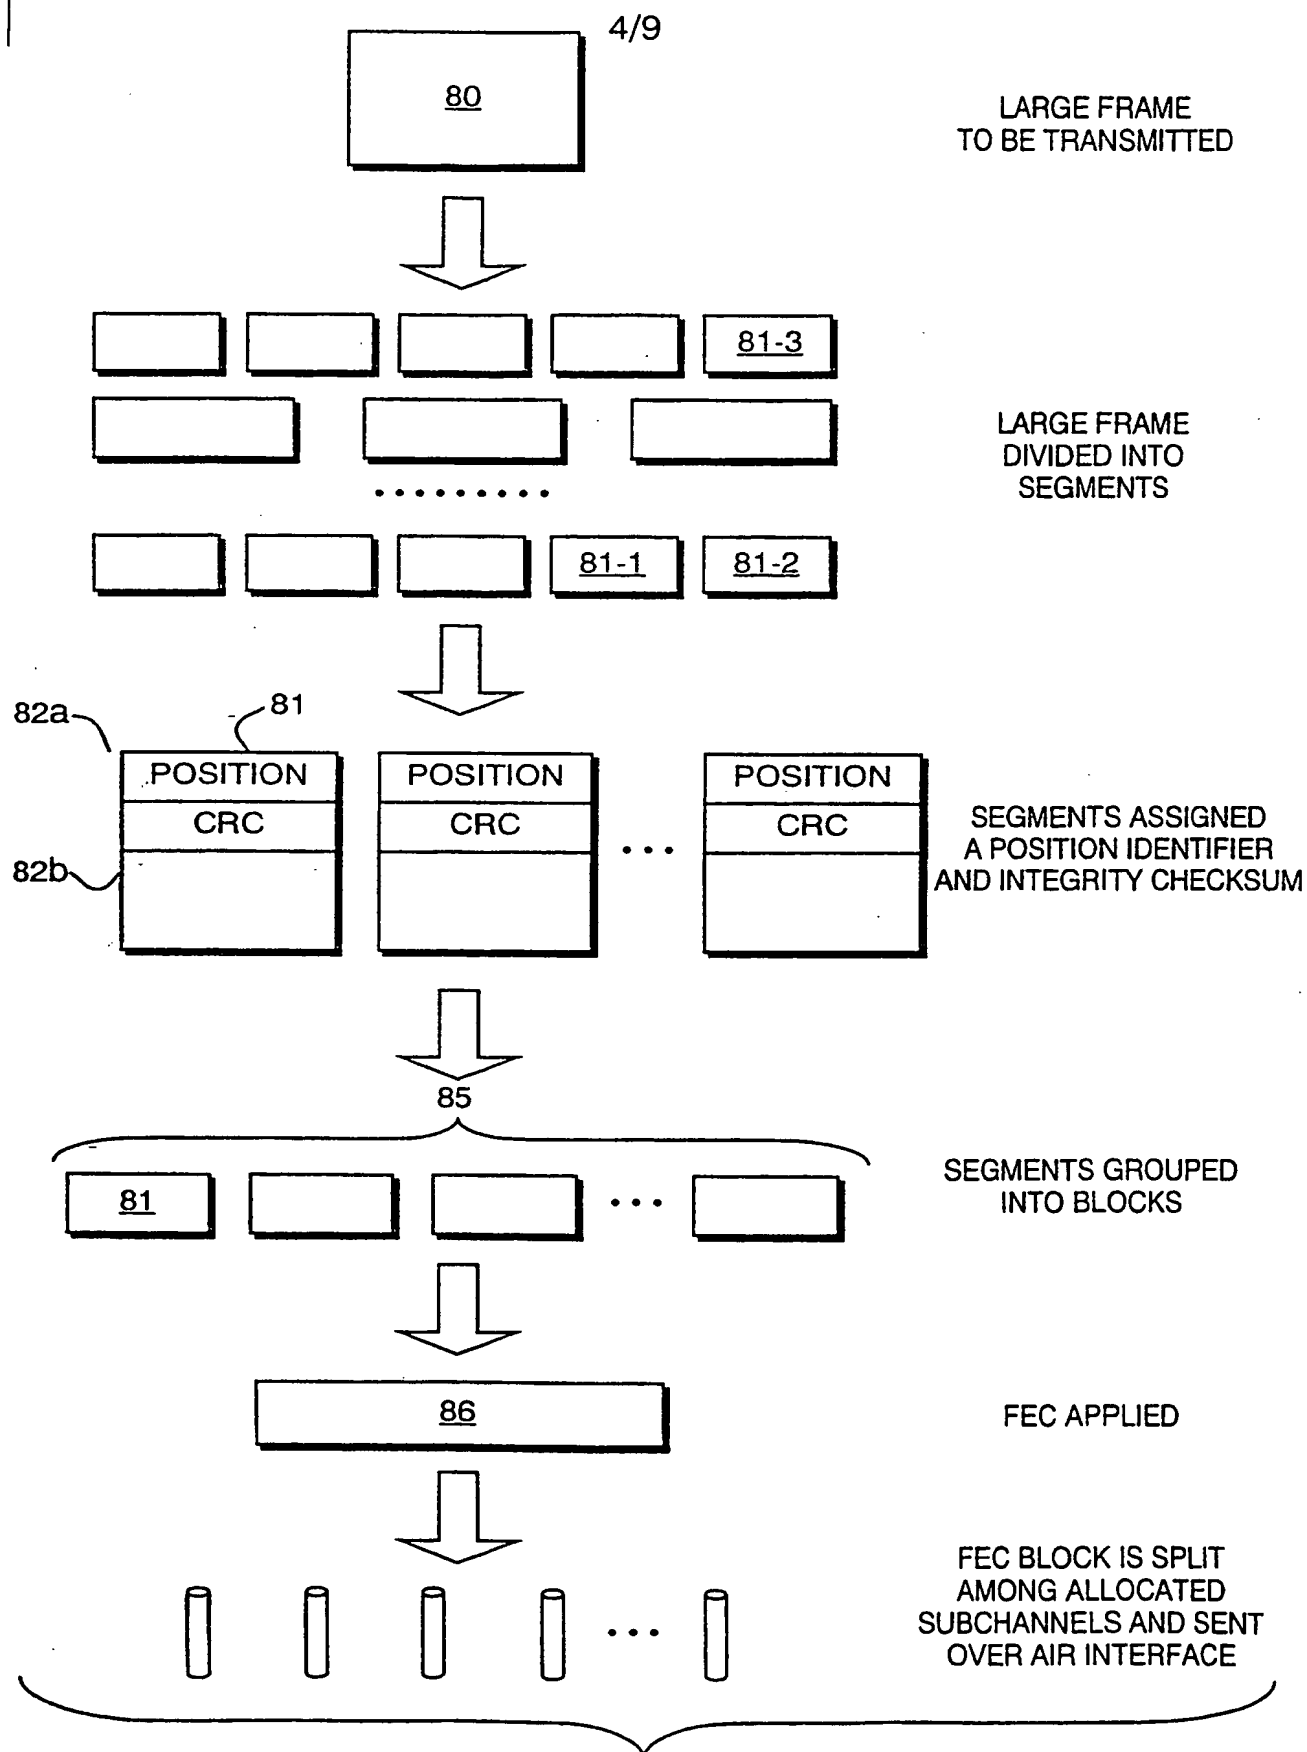 4/9
80
LARGE FRAME
TO BE TRANSMITTED
81-3
LARGE FRAME
DIVIDED INTO
SEGMENTS
81-1
81-2
82a
81
POSITION
POSITION
POSITION
CRC
CRC
...
CRC
82b
SEGMENTS ASSIGNED
A POSITION IDENTIFIER
AND INTEGRITY CHECKSUM
85
81
...
SEGMENTS GROUPED
INTO BLOCKS
86
FEC APPLIED
...
FEC BLOCK IS SPLIT
AMONG ALLOCATED
SUBCHANNELS AND SENT
OVER AIR INTERFACE